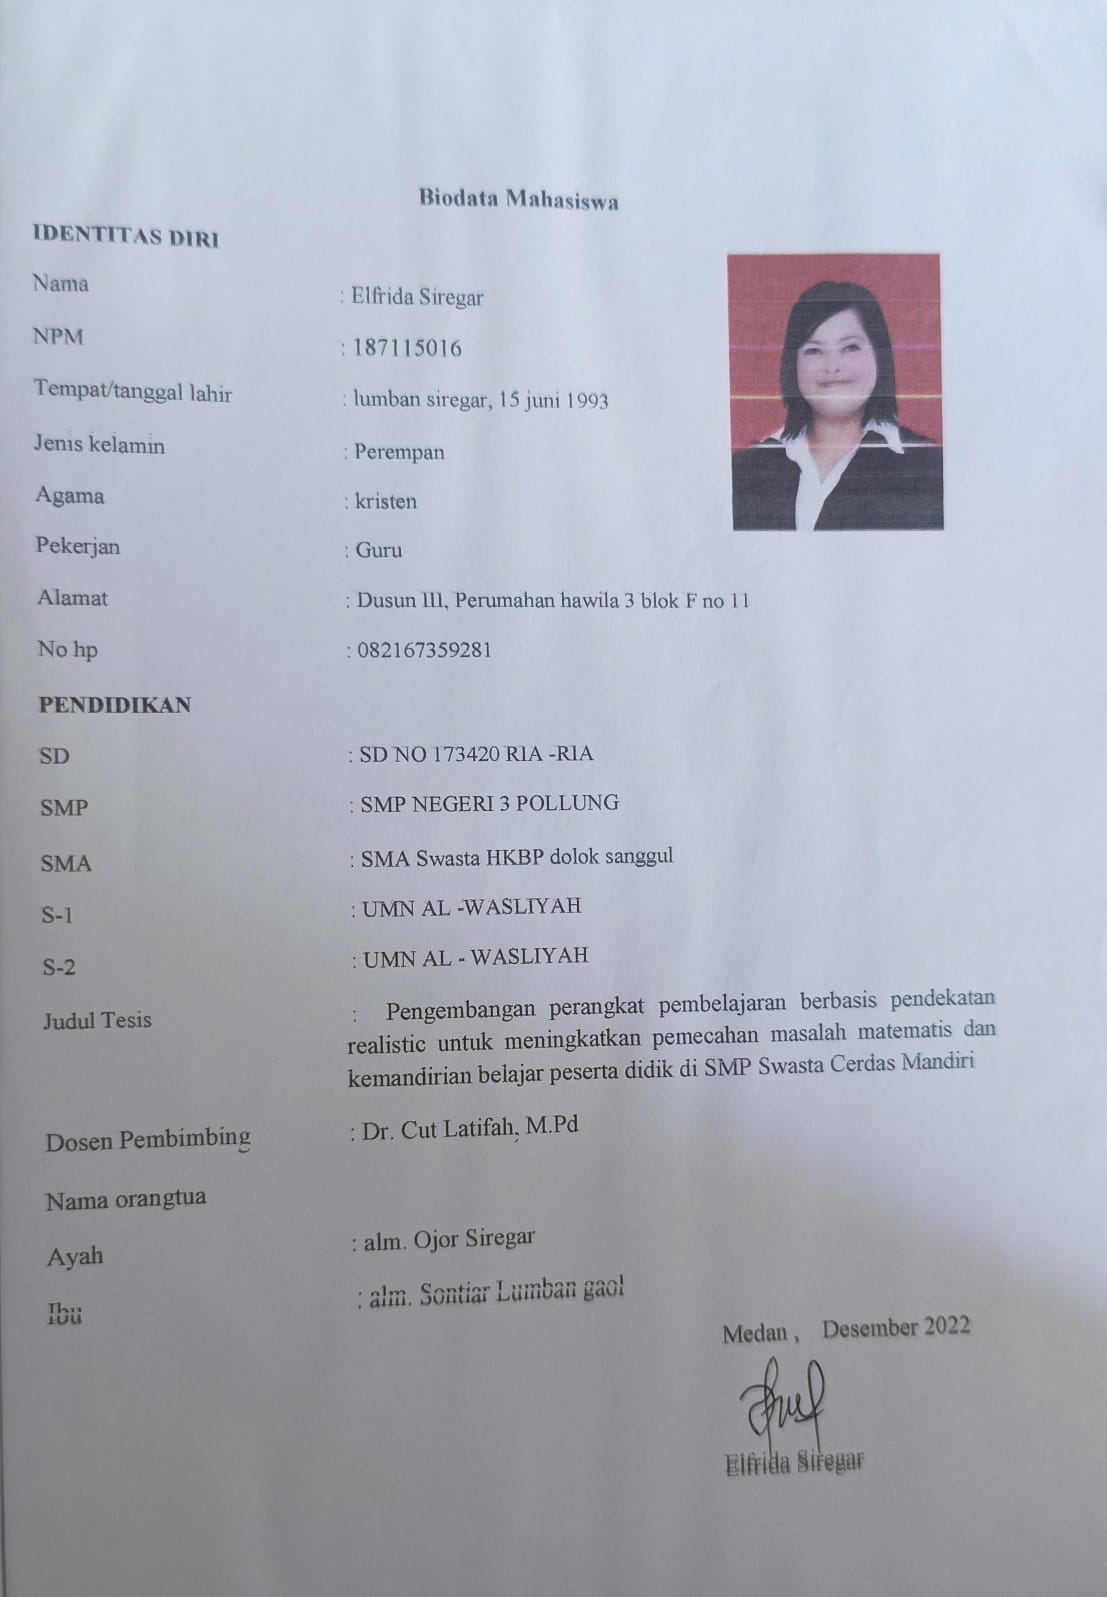 Biodata Mahasiswa
IDENTITAS DIRI
Nama : Elfrida Siregar
NPM : 187115016
Tempat/tanggal lahir : lumban siregar, 15 juni 1993
Jenis kelamin : Perempan
Agama : kristen
Pekerjan : Guru
Alamat : Dusun III, Perumahan hawila 3 blok F no 11
No hp : 082167359281
PENDIDIKAN
SD : SD NO 173420 RIA -RIA
SMP : SMP NEGERI 3 POLLUNG
SMA : SMA Swasta HKBP dolok sanggul
S-1 : UMN AL -WASLIYAH
S-2 : UMN AL - WASLIYAH
Judul Tesis : Pengembangan perangkat pembelajaran berbasis pendekatan
realistic untuk meningkatkan pemecahan masalah matematis dan
kemandirian belajar peserta didik di SMP Swasta Cerdas Mandiri
Dosen Pembimbing : Dr. Cut Latifah, M.Pd
Nama orangtua
Ayah : alm. Ojor Siregar
Ibu : alm. Sontiar Lumban gaol
Medan , Desember 2022
Elfrida Siregar